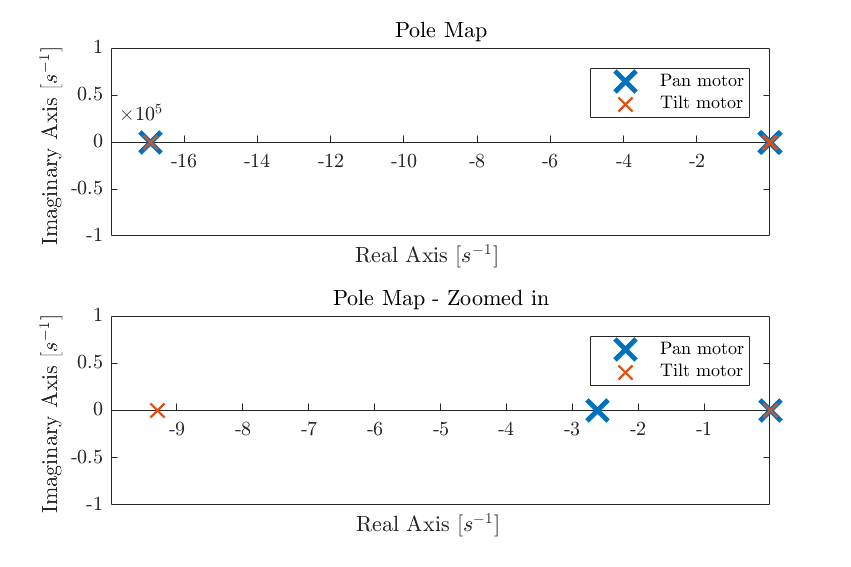 Pole Map
Imaginary Axis [s⁻¹]
1
0.5
0
-0.5
-1
×10⁵
-16
-14
-12
-10
-8
-6
-4
-2
Pan motor
Tilt motor
Real Axis [s⁻¹]
Pole Map - Zoomed in
Imaginary Axis [s⁻¹]
1
0.5
0
-0.5
-1
-9
-8
-7
-6
-5
-4
-3
-2
-1
Pan motor
Tilt motor
Real Axis [s⁻¹]